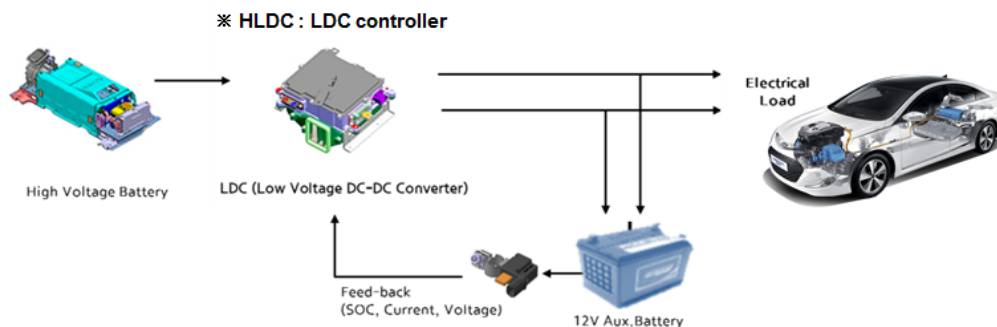 ※ HLDC : LDC controller
Electrical
Load
High Voltage Battery
LDC (Low Voltage DC-DC Converter)
Feed-back
(SOC, Current, Voltage)
12V Aux.Battery